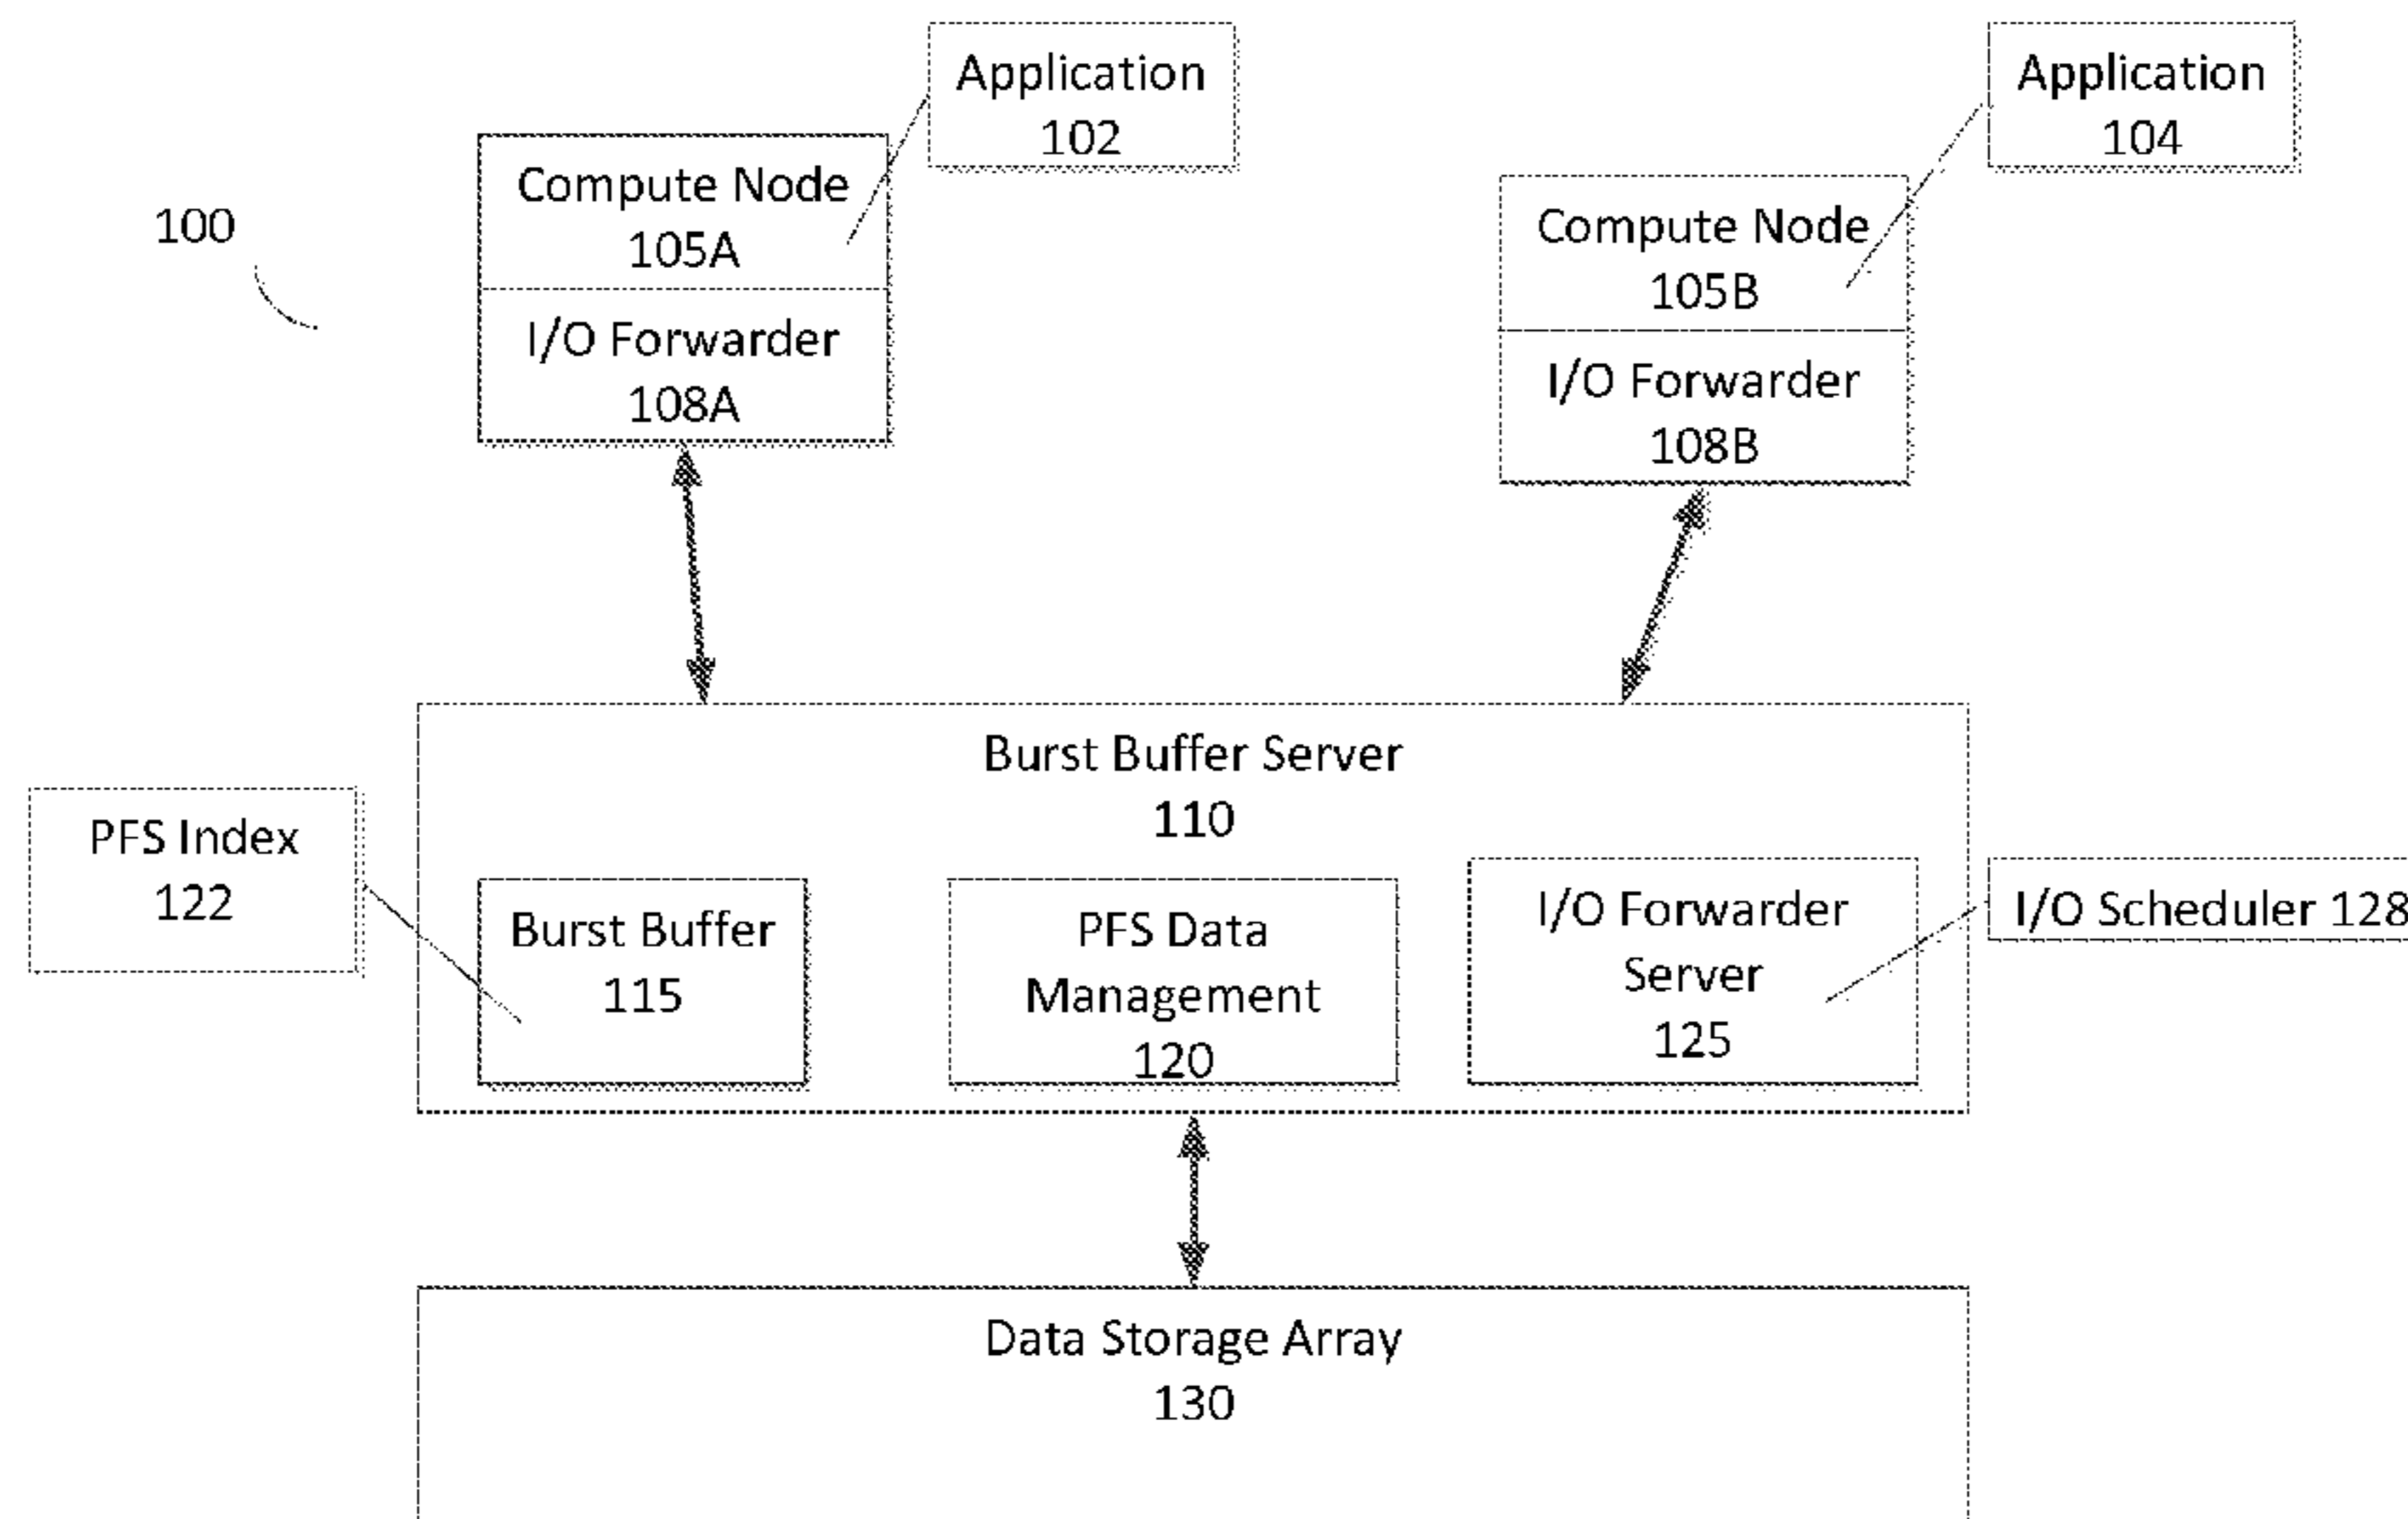 Application
102
Application
104
Compute Node
105A
I/O Forwarder
108A
100
Compute Node
105B
I/O Forwarder
108B
Burst Buffer Server
110
PFS Index
122
Burst Buffer
115
PFS Data
Management
120
I/O Forwarder
Server
125
I/O Scheduler 128
Data Storage Array
130